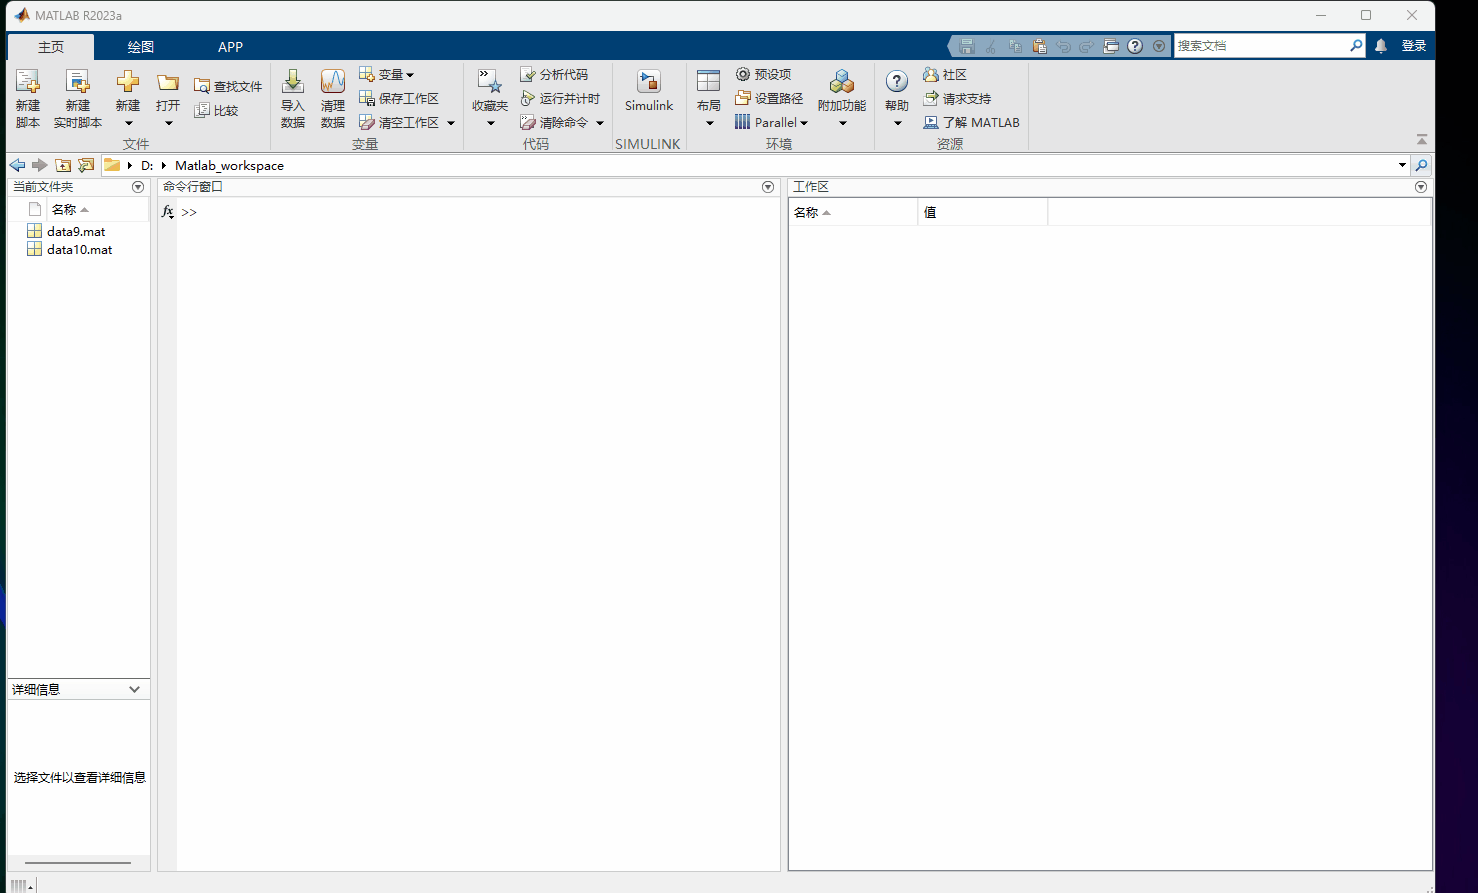 MATLAB R2023a
主页 绘图 APP
搜索文档 登录
新建脚本
新建实时脚本
新建
打开
查找文件
比较
文件
导入数据
清理数据
变量
保存工作区
清空工作区
变量
收藏夹
分析代码
运行并计时
清除命令
代码
Simulink
SIMULINK
布局
预设项
设置路径
Parallel
附加功能
环境
帮助
社区
请求支持
了解 MATLAB
资源
D: Matlab_workspace
当前文件夹
名称
data9.mat
data10.mat
详细信息
选择文件以查看详细信息
命令行窗口
fx >>
工作区
名称 值